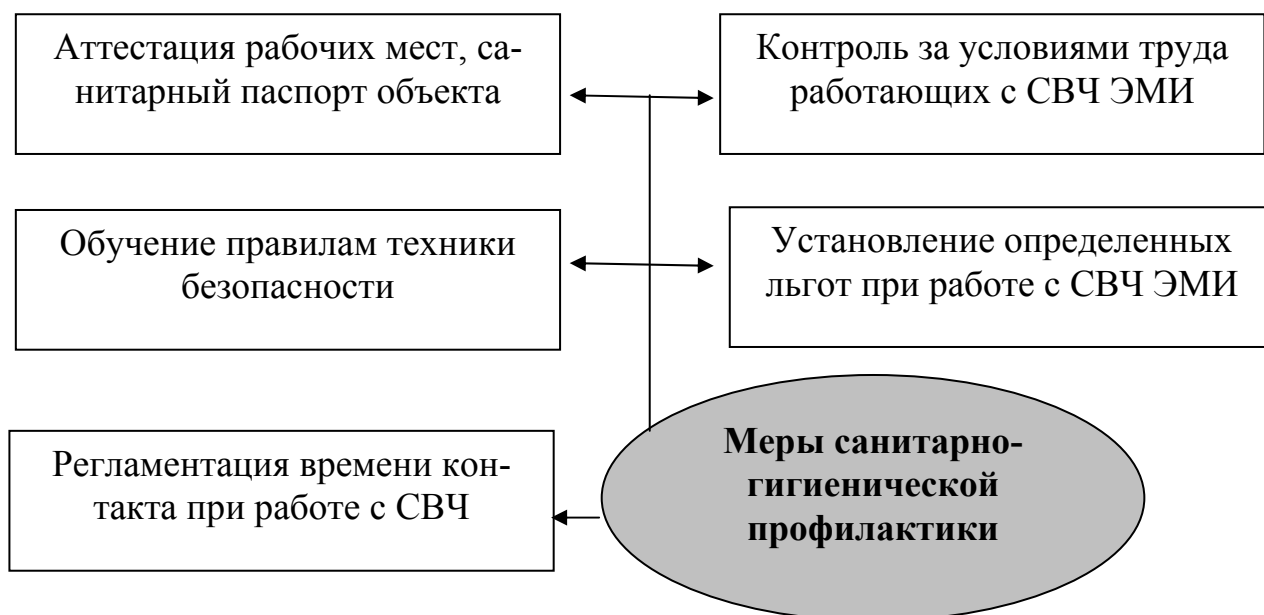 Аттестация рабочих мест, са-
нитарный паспорт объекта
Контроль за условиями труда
работающих с СВЧ ЭМИ
Обучение правилам техники
безопасности
Установление определенных
льгот при работе с СВЧ ЭМИ
Регламентация времени кон-
такта при работе с СВЧ
Меры санитарно-
гигиенической
профилактики